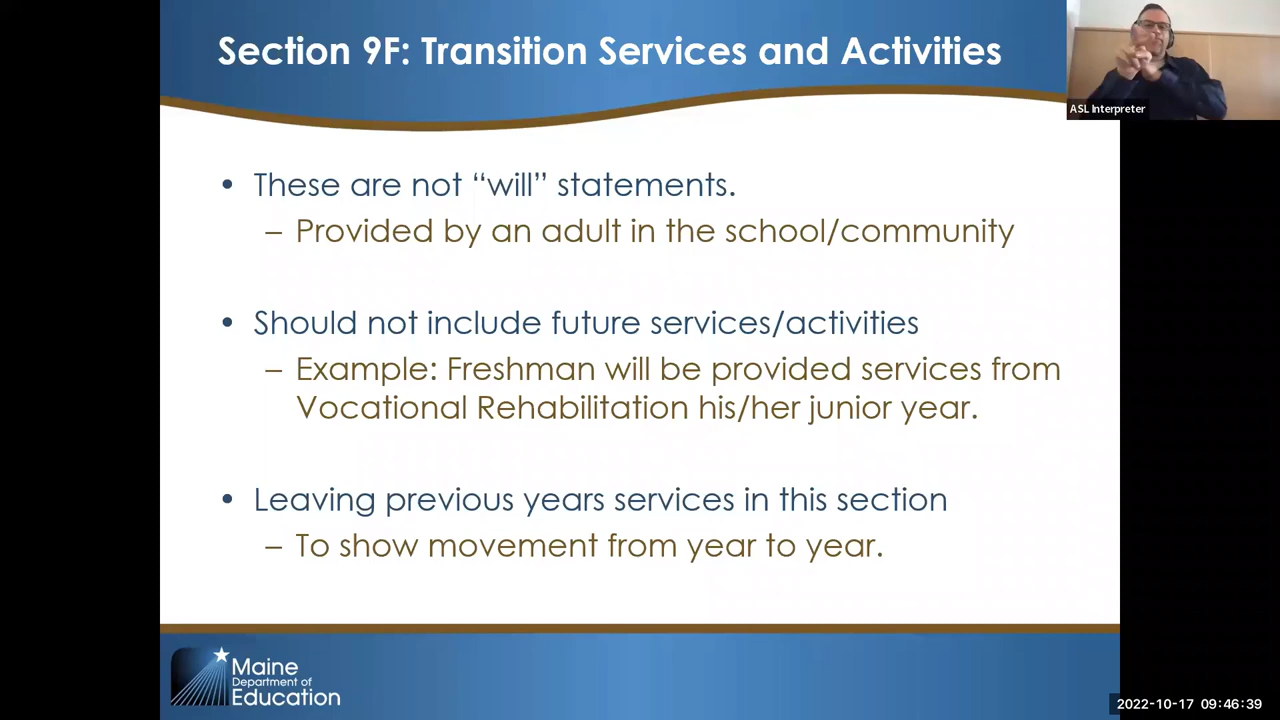 Section 9F: Transition Services and Activities
ASL Interpreter
• These are not “will” statements.
– Provided by an adult in the school/community
• Should not include future services/activities
– Example: Freshman will be provided services from
Vocational Rehabilitation his/her junior year.
• Leaving previous years services in this section
– To show movement from year to year.
Maine
Department of
Education
2022-10-17 09:46:39